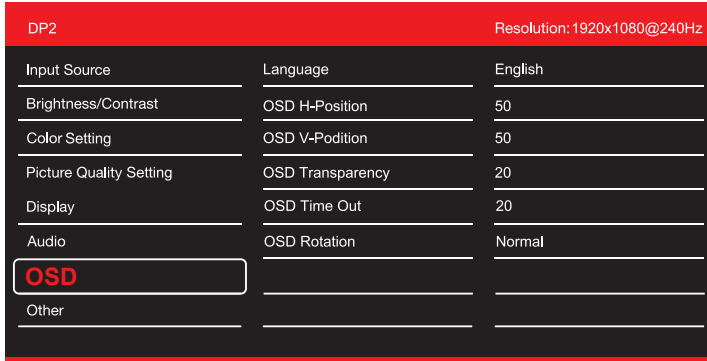 DP2 Resolution:1920x1080@240Hz
Input Source Language English
Brightness/Contrast OSD H-Position 50
Color Setting OSD V-Podition 50
Picture Quality Setting OSD Transparency 20
Display OSD Time Out 20
Audio OSD Rotation Normal
OSD
Other